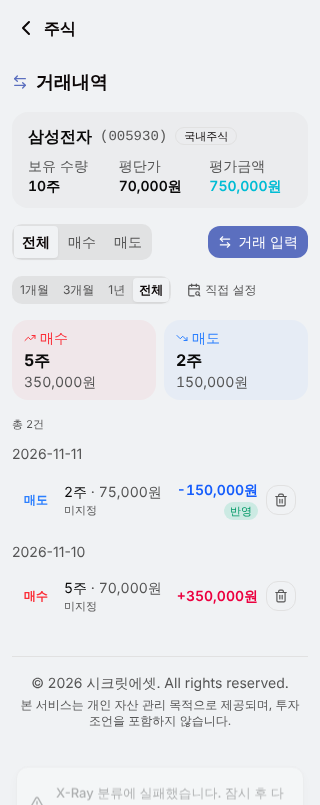 주식
거래내역
삼성전자 (005930) 국내주식
보유 수량 평단가 평가금액
10주 70,000원 750,000원
전체 매수 매도 거래 입력
1개월 3개월 1년 전체 직접 설정
매수 매도
5주 2주
350,000원 150,000원
총 2건
2026-11-11
매도 2주 · 75,000원 -150,000원
미지정 반영
2026-11-10
매수 5주 · 70,000원 +350,000원
미지정
© 2026 시크릿에셋. All rights reserved.
본 서비스는 개인 자산 관리 목적으로 제공되며, 투자
조언을 포함하지 않습니다.
X-Ray 분류에 실패했습니다. 잠시 후 다